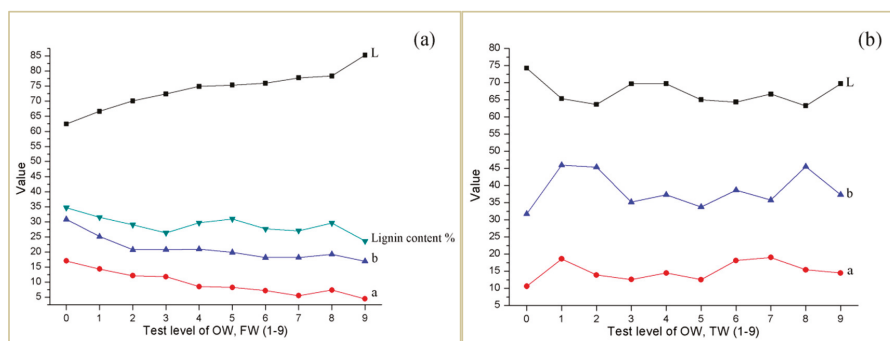 (a)
L
85
80
75
70
65
60
55
50
45
40
35
30
25
20
15
10
5
Value
Lignin content %
b
a
0 1 2 3 4 5 6 7 8 9
Test level of OW, FW (1-9)
(b)
80
75
70
65
60
55
50
45
40
35
30
25
20
15
10
5
Value
L
b
a
0 1 2 3 4 5 6 7 8 9
Test level of OW, TW (1-9)